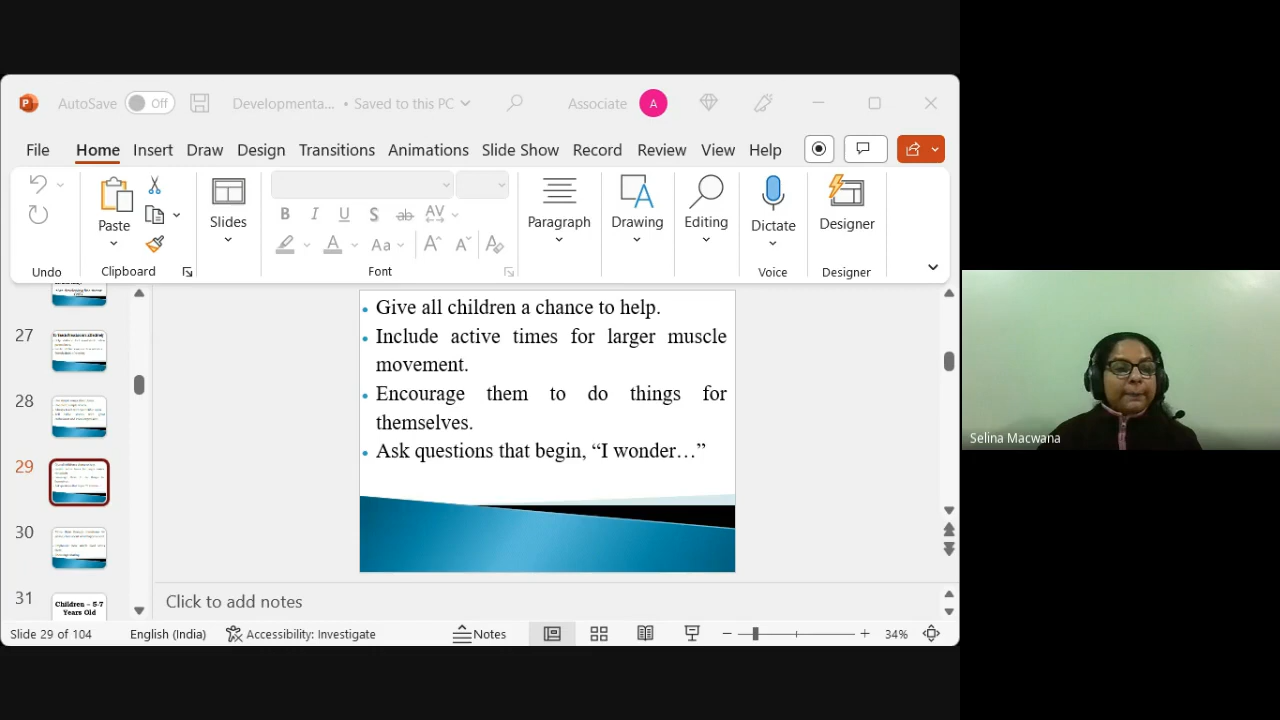 AutoSave Off Developmenta... • Saved to this PC Associate A
File Home Insert Draw Design Transitions Animations Slide Show Record Review View Help
Paste Slides B I U S ab AV Aa A A A Paragraph Drawing Editing Dictate Designer
Undo Clipboard Font Voice Designer
27
28
29
30
31
Children – 5-7
Years Old
• Give all children a chance to help.
• Include active times for larger muscle
movement.
• Encourage them to do things for
themselves.
• Ask questions that begin, “I wonder…”
Click to add notes
Slide 29 of 104 English (India) Accessibility: Investigate Notes 34%
Selina Macwana